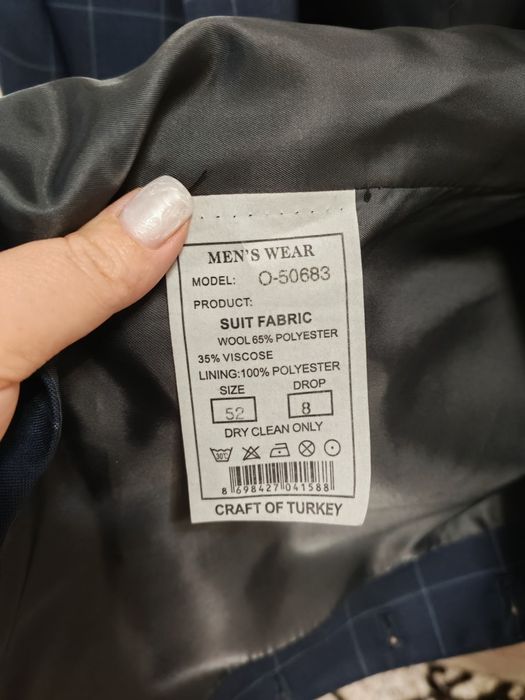 MEN'S WEAR
MODEL: O-50683
PRODUCT:
SUIT FABRIC
WOOL 65% POLYESTER
35% VISCOSE
LINING:100% POLYESTER
SIZE DROP
52 8
DRY CLEAN ONLY
30°C
8 698427 041588
CRAFT OF TURKEY